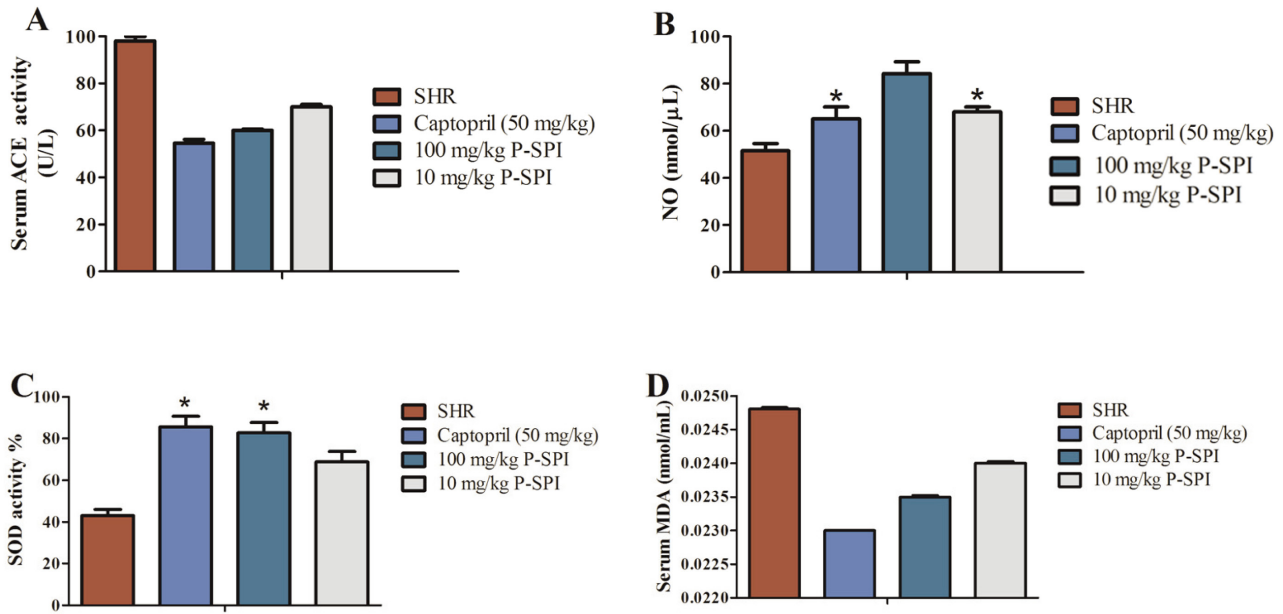 A
Serum ACE activity
(U/L)
100
80
60
40
20
0
SHR
Captopril (50 mg/kg)
100 mg/kg P-SPI
10 mg/kg P-SPI
B
NO (nmol/µL)
100
80
60
40
20
0
*
*
SHR
Captopril (50 mg/kg)
100 mg/kg P-SPI
10 mg/kg P-SPI
C
SOD activity %
100
80
60
40
20
0
*
*
SHR
Captopril (50 mg/kg)
100 mg/kg P-SPI
10 mg/kg P-SPI
D
Serum MDA (nmol/mL)
0.0250
0.0245
0.0240
0.0235
0.0230
0.0225
0.0220
SHR
Captopril (50 mg/kg)
100 mg/kg P-SPI
10 mg/kg P-SPI